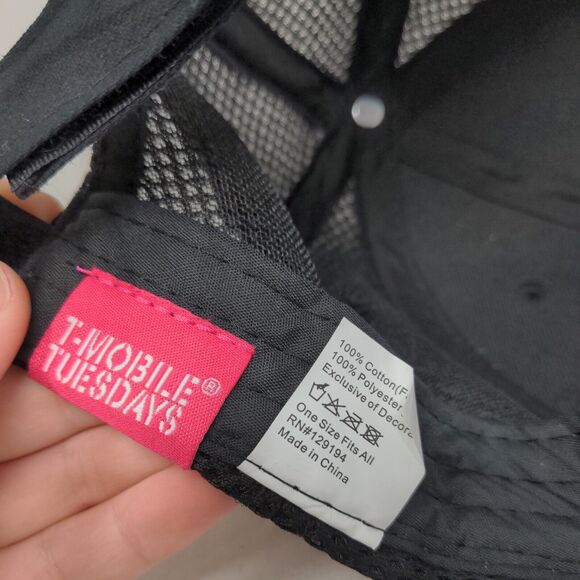 T-MOBILE®
TUESDAYS
100% Cotton(F
100% Polyester
Exclusive of Decora
One Size Fits All
RN#129194
Made in China